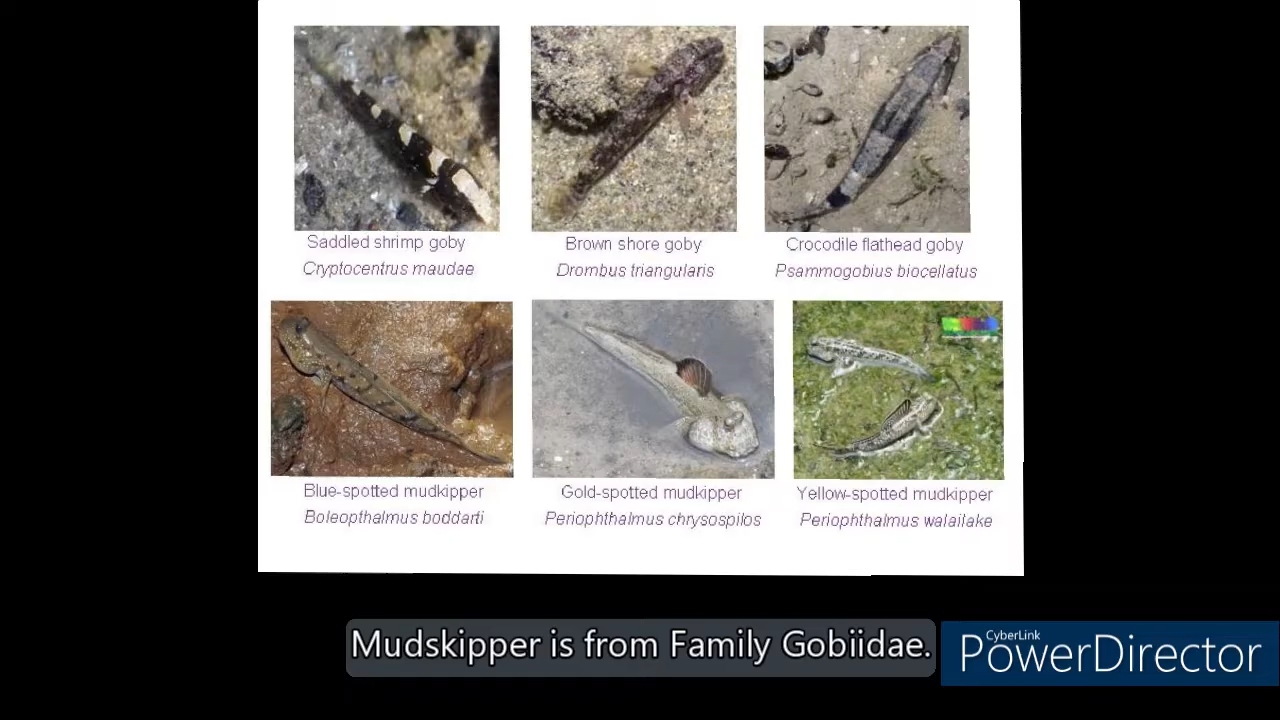 Saddled shrimp goby
Cryptocentrus maudae
Brown shore goby
Drombus triangularis
Crocodile flathead goby
Psammogobius biocellatus
Blue-spotted mudkipper
Boleopthalmus boddarti
Gold-spotted mudkipper
Periophthalmus chrysospilos
Yellow-spotted mudkipper
Periophthalmus walailake
Mudskipper is from Family Gobiidae.
CyberLink
PowerDirector